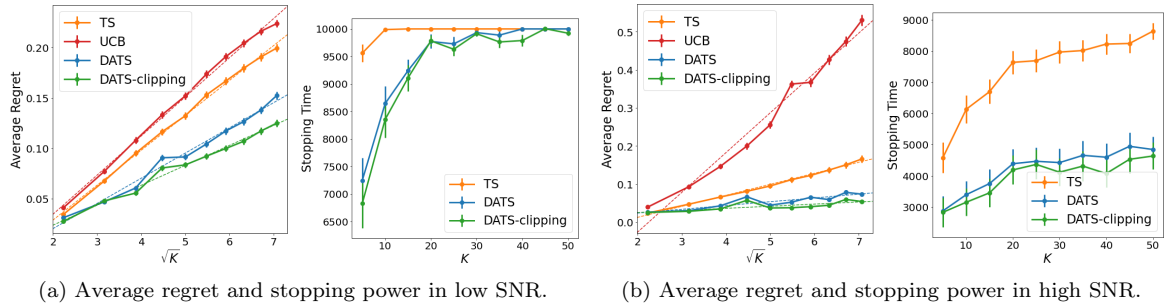 TS
UCB
DATS
DATS-clipping
Average Regret
0.20
0.15
0.10
0.05
2 3 4 5 6 7
√K
Stopping Time
10000
9500
9000
8500
8000
7500
7000
6500
10 20 30 40 50
K
TS
DATS
DATS-clipping
(a) Average regret and stopping power in low SNR.
TS
UCB
DATS
DATS-clipping
Average Regret
0.5
0.4
0.3
0.2
0.1
0.0
2 3 4 5 6 7
√K
Stopping Time
9000
8000
7000
6000
5000
4000
3000
10 20 30 40 50
K
TS
DATS
DATS-clipping
(b) Average regret and stopping power in high SNR.